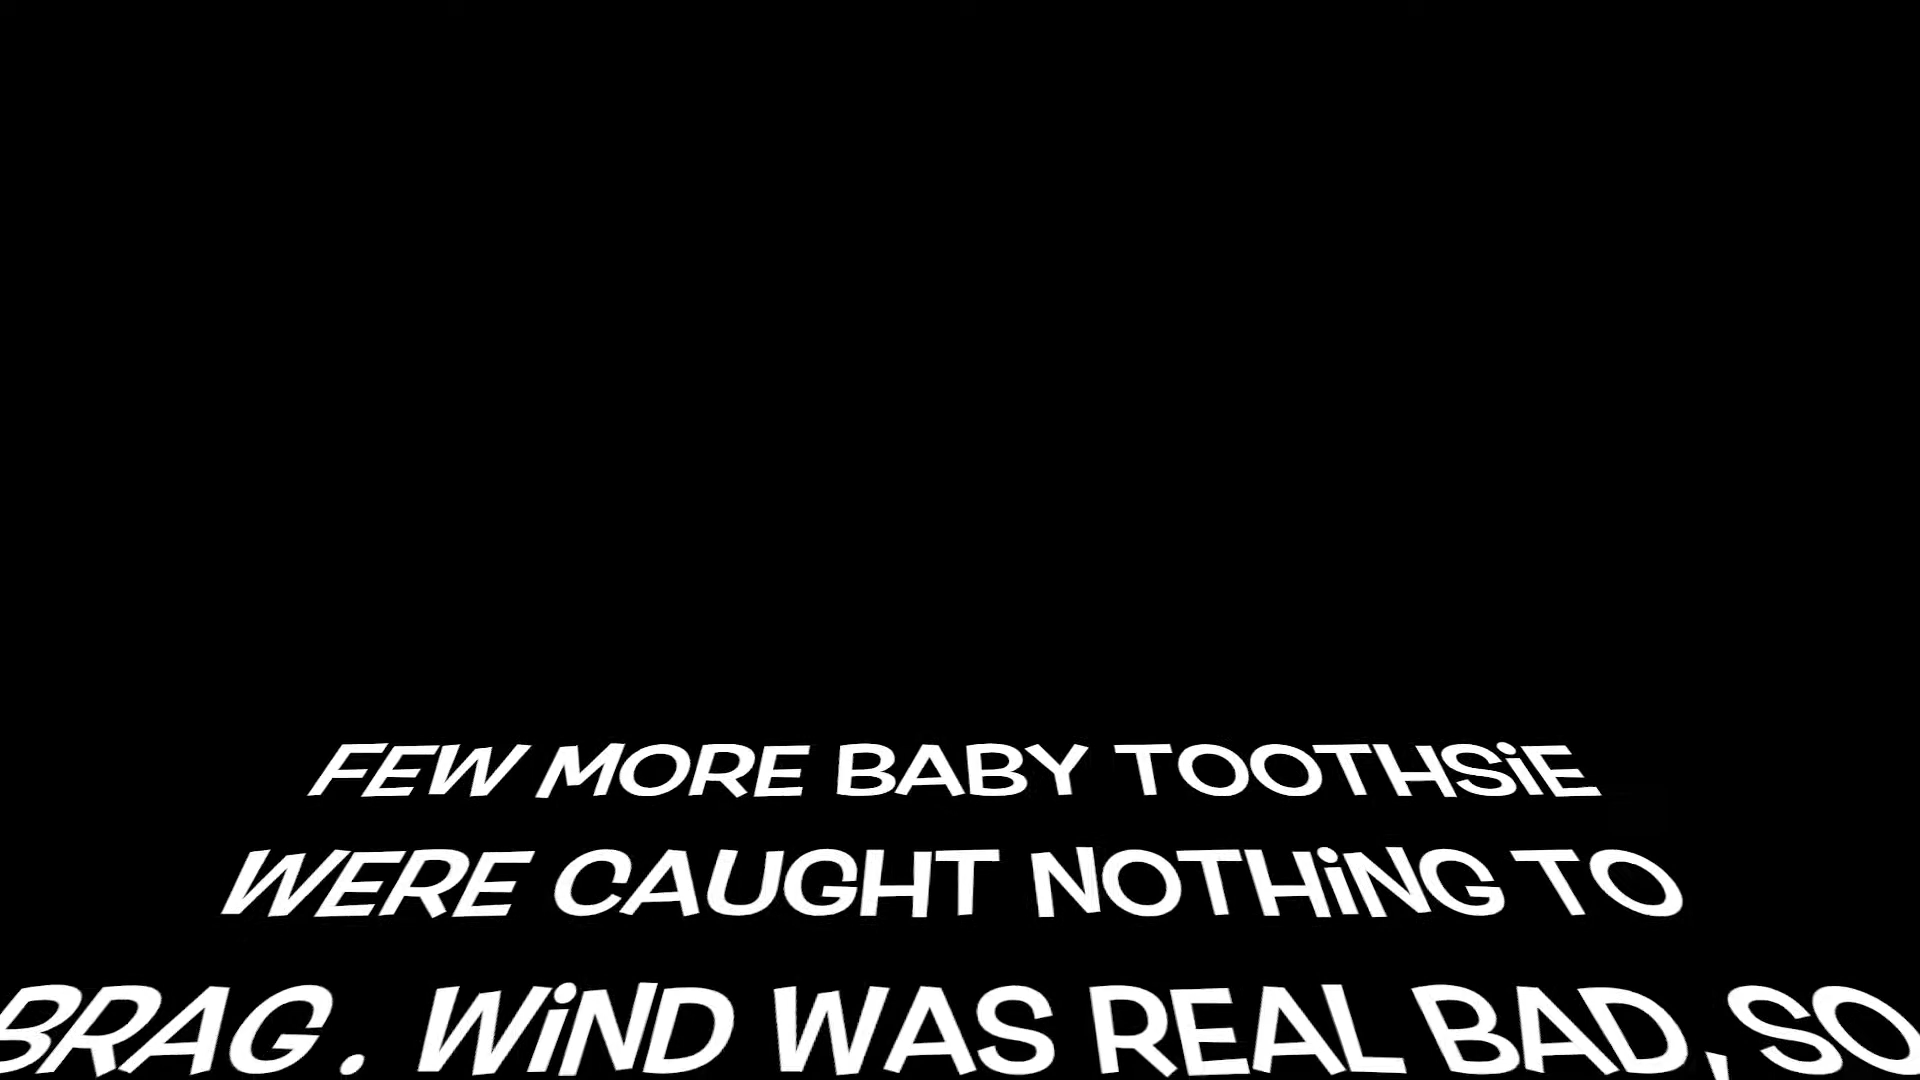 FEW MORE BABY TOOTHSiE
WERE CAUGHT NOTHiNG TO
BRAG. WiND WAS REAL BAD, SO